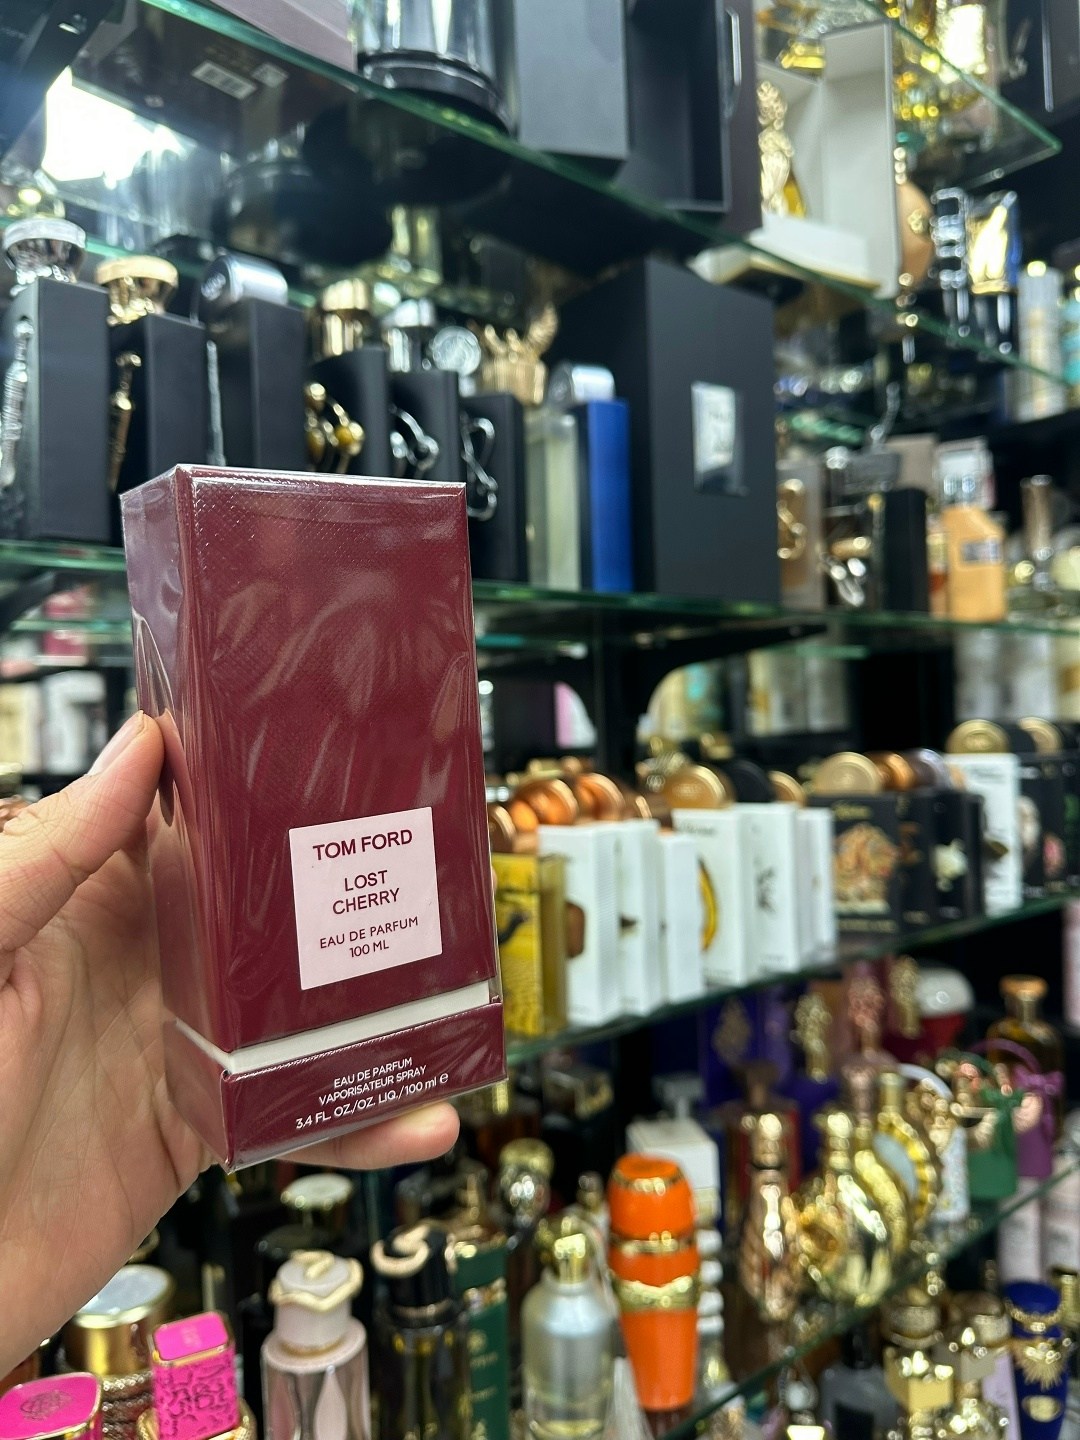 TOM FORD
LOST
CHERRY
EAU DE PARFUM
100 ML
EAU DE PARFUM
VAPORISATEUR SPRAY
3.4 FL. OZ./OZ. LIQ./100 ml ℮